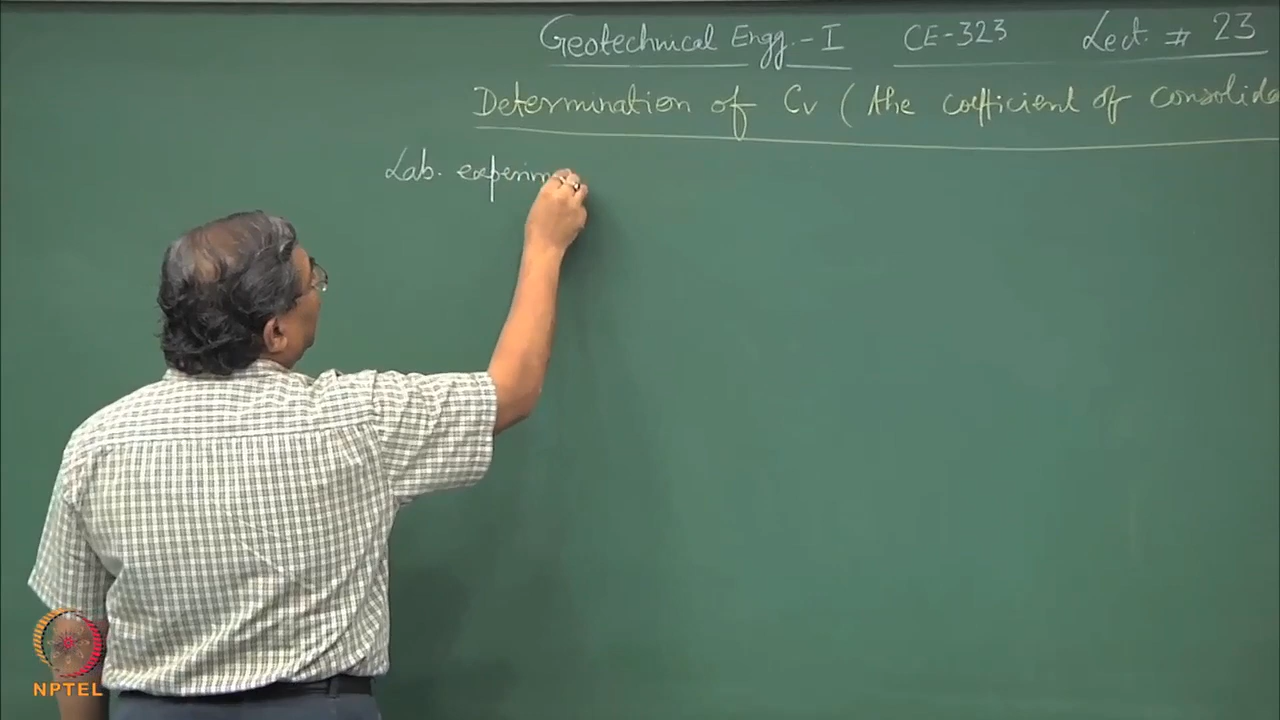 Geotechnical Engg.-I CE-323 Lect. # 23
Determination of Cv (the coefficient of consolida
Lab. experim
NPTEL